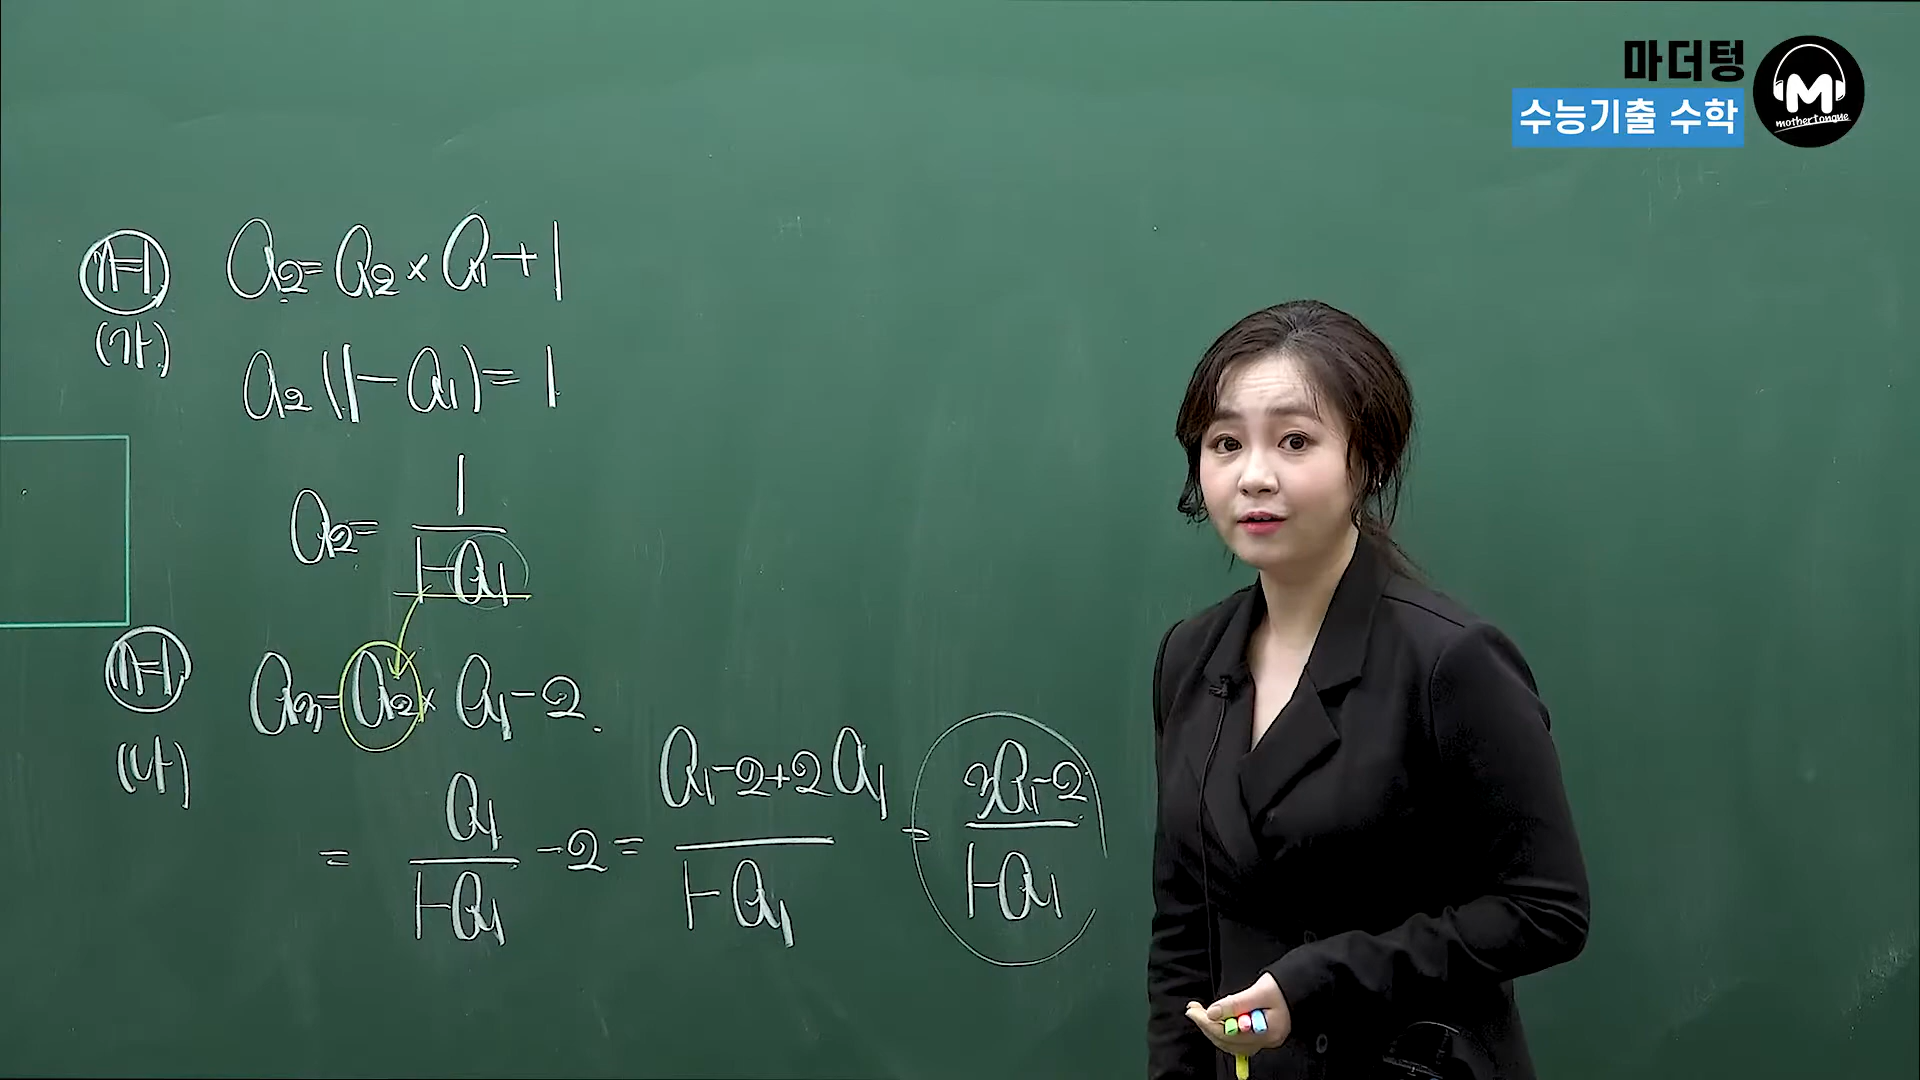 마더텅
수능기출 수학
M
mothertongue
n=1
(가)
a₂=a₂×a₁+1
a₂(1-a₁)=1
a₂=1/(1-a₁)
n=1
(나)
a₃=a₂×a₁-2.
=a₁/(1-a₁)-2=(a₁-2+2a₁)/(1-a₁)=(3a₁-2)/(1-a₁)